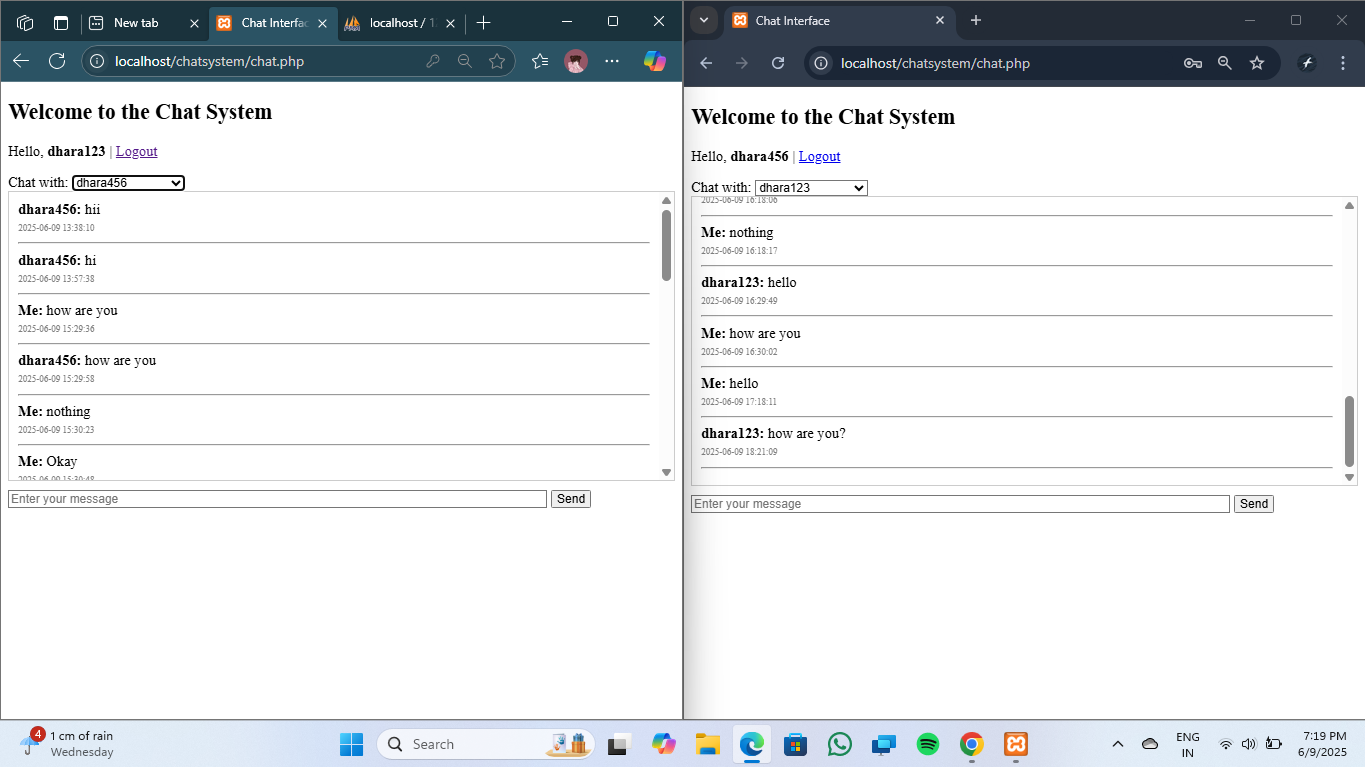 New tab
Chat Interfac
localhost / 1
localhost/chatsystem/chat.php
Welcome to the Chat System
Hello, dhara123 | Logout
Chat with: dhara456
dhara456: hii
2025-06-09 13:38:10
dhara456: hi
2025-06-09 13:57:38
Me: how are you
2025-06-09 15:29:36
dhara456: how are you
2025-06-09 15:29:58
Me: nothing
2025-06-09 15:30:23
Me: Okay
2025-06-09 15:30:48
Enter your message Send
Chat Interface
localhost/chatsystem/chat.php
Welcome to the Chat System
Hello, dhara456 | Logout
Chat with: dhara123
2025-06-09 16:18:06
Me: nothing
2025-06-09 16:18:17
dhara123: hello
2025-06-09 16:29:49
Me: how are you
2025-06-09 16:30:02
Me: hello
2025-06-09 17:18:11
dhara123: how are you?
2025-06-09 18:21:09
Enter your message Send
4
1 cm of rain
Wednesday
Search
ENG
IN
7:19 PM
6/9/2025